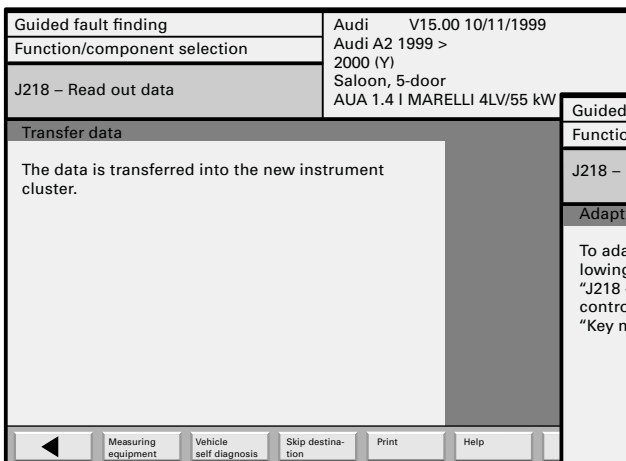 Guided fault finding
Function/component selection
J218 – Read out data
Audi V15.00 10/11/1999
Audi A2 1999 >
2000 (Y)
Saloon, 5-door
AUA 1.4 l MARELLI 4LV/55 kW
Transfer data
The data is transferred into the new instrument
cluster.
Measuring
equipment
Vehicle
self diagnosis
Skip destina-
tion
Print
Help
Guided
J218 –
Adapt
To
lowing
"J218
"Key